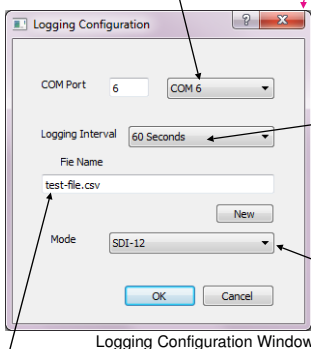 Logging Configuration
COM Port 6 COM 6
Logging Interval 60 Seconds
Fie Name
test-file.csv
New
Mode SDI-12
OK Cancel
Logging Configuration Window